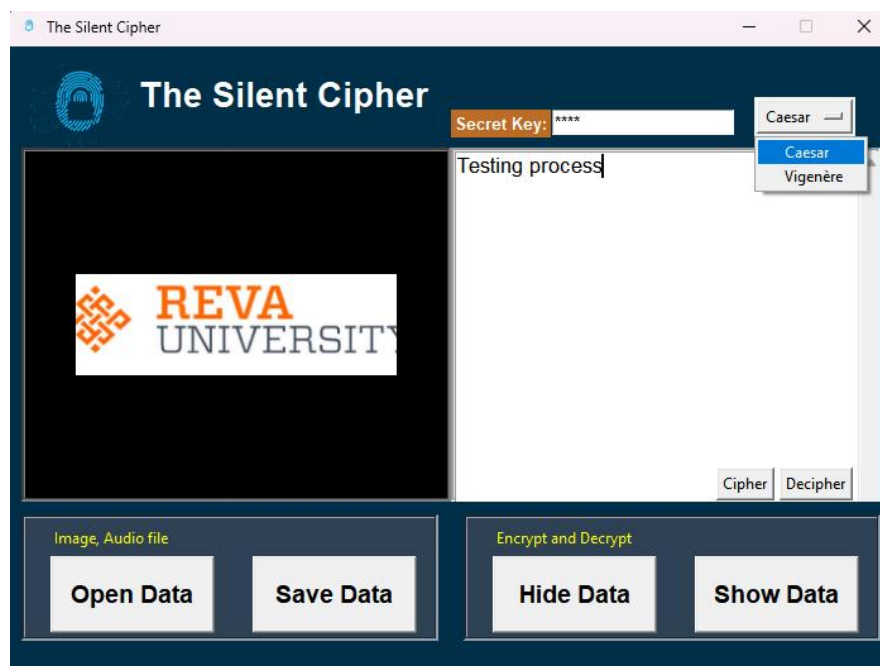 The Silent Cipher
The Silent Cipher
Secret Key: ****
Caesar
Caesar
Vigenère
Testing process
REVA
UNIVERSITY
Cipher Decipher
Image, Audio file
Encrypt and Decrypt
Open Data Save Data
Hide Data Show Data